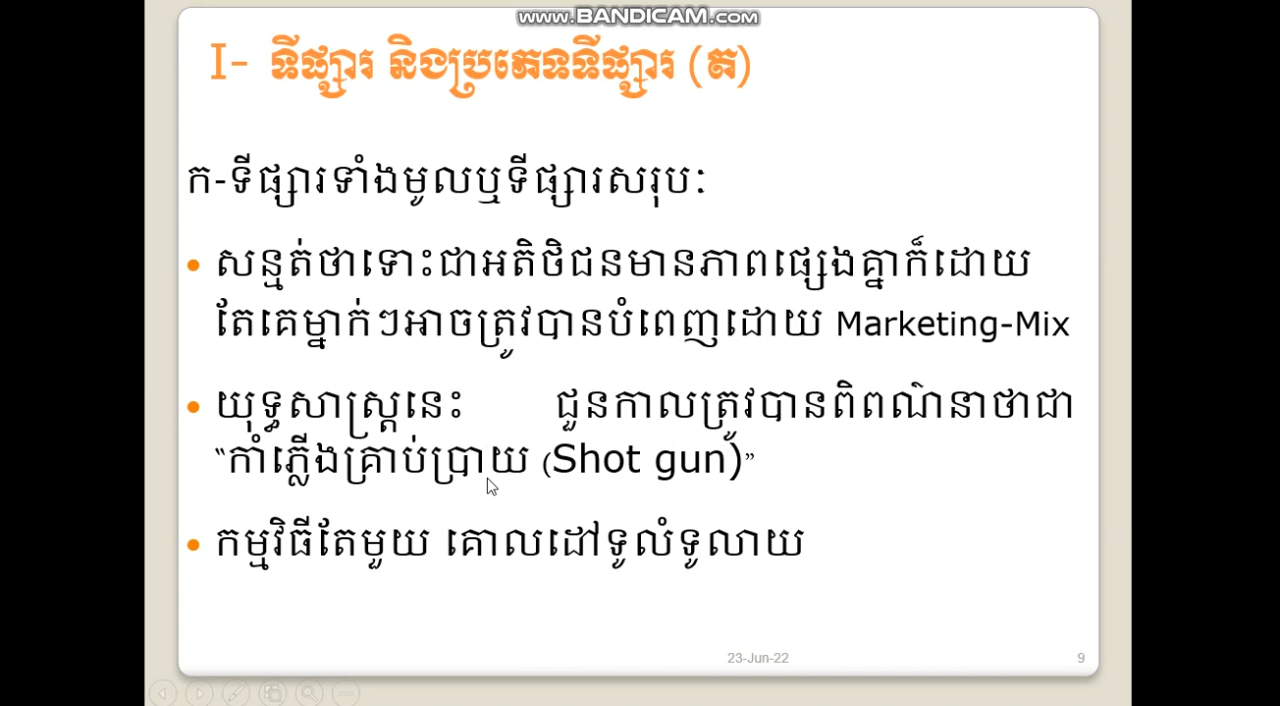 www.BANDICAM.com
I- ទីផ្សារ និងប្រភេទទីផ្សារ (ត)
ក-ទីផ្សារទាំងមូលឬទីផ្សារសរុបៈ
• សន្មត់ថាទោះជាអតិថិជនមានភាពផ្សេងគ្នាក៏ដោយ
តែគេម្នាក់ៗអាចត្រូវបានបំពេញដោយ Marketing-Mix
• យុទ្ធសាស្ត្រនេះ ជួនកាលត្រូវបានពិពណ៌នាថាជា
“កាំភ្លើងគ្រាប់ប្រាយ (Shot gun)”
• កម្មវិធីតែមួយ គោលដៅទូលំទូលាយ
23-Jun-22 9